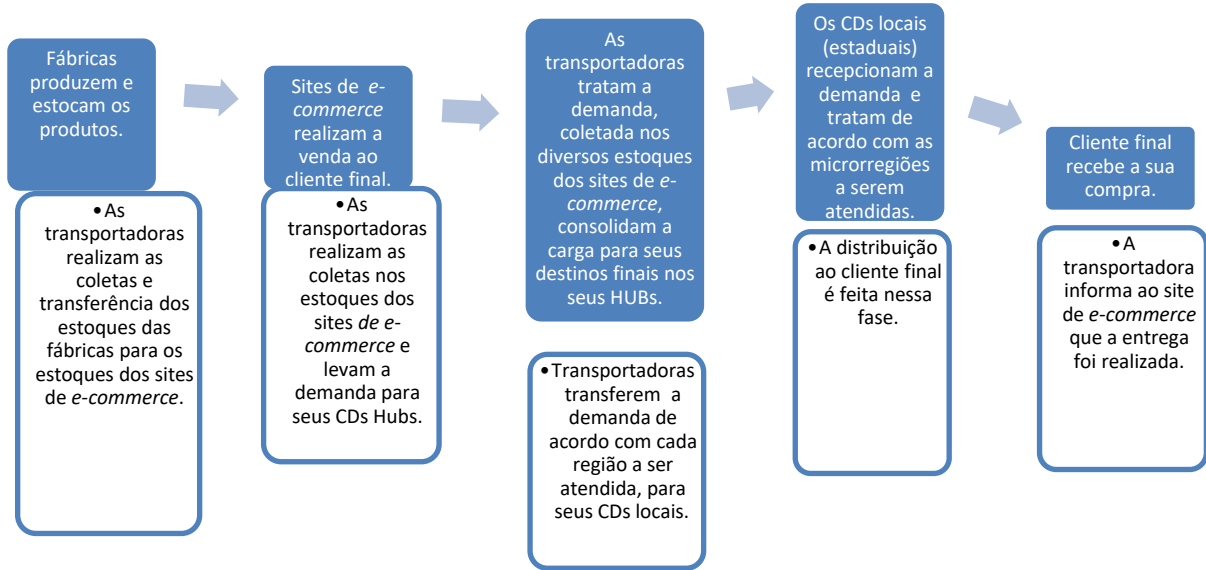 Fábricas
produzem e
estocam os
produtos.
• As
transportadoras
realizam as
coletas e
transferência dos
estoques das
fábricas para os
estoques dos sites
de e-commerce.
Sites de e-
commerce
realizam a
venda ao
cliente final.
• As
transportadoras
realizam as
coletas nos
estoques dos
sites de e-
commerce e
levam a
demanda para
seus CDs Hubs.
As
transportadoras
tratam a
demanda,
coletada nos
diversos estoques
dos sites de e-
commerce,
consolidam a
carga para seus
destinos finais nos
seus HUBs.
• Transportadoras
transferem a
demanda de
acordo com cada
região a ser
atendida, para
seus CDs locais.
Os CDs locais
(estaduais)
recepcionam a
demanda e
tratam de
acordo com as
microrregiões
a serem
atendidas.
• A distribuição
ao cliente final
é feita nessa
fase.
Cliente final
recebe a sua
compra.
• A
transportadora
informa ao site
de e-commerce
que a entrega
foi realizada.